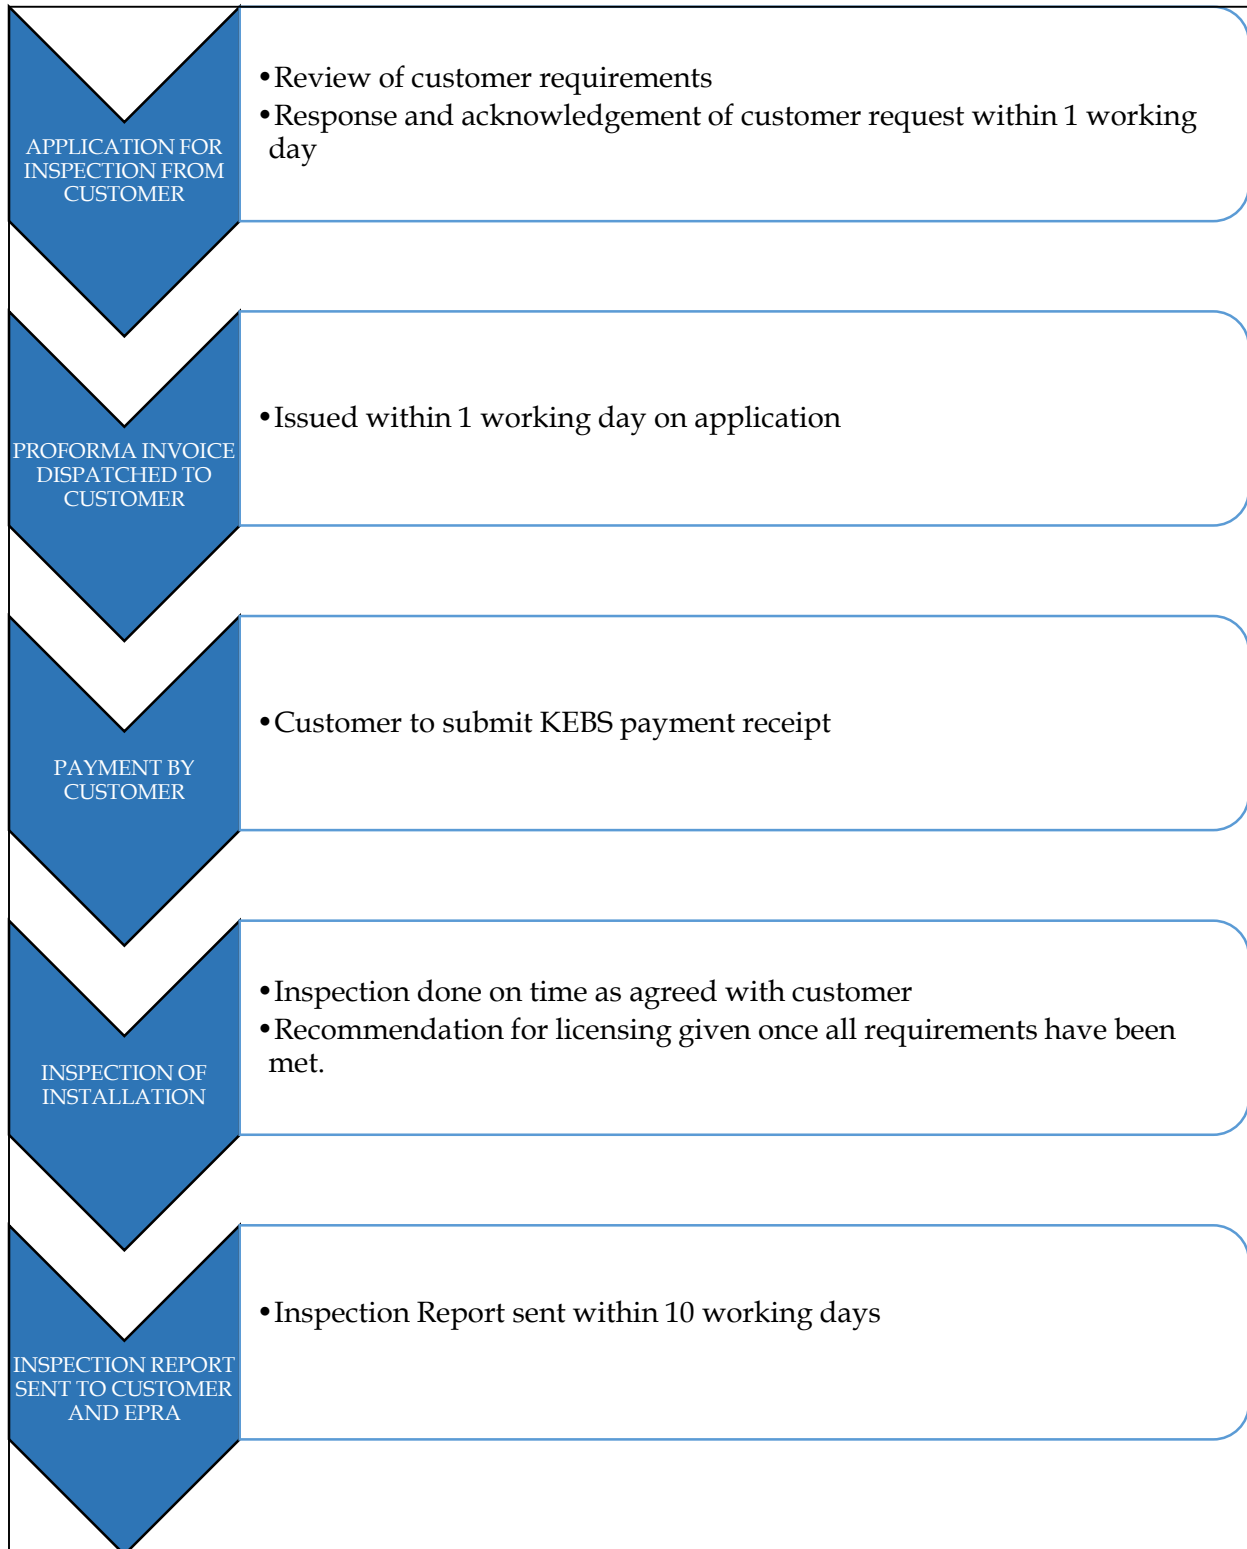 APPLICATION FOR
INSPECTION FROM
CUSTOMER
•Review of customer requirements
•Response and acknowledgement of customer request within 1 working
day
PROFORMA INVOICE
DISPATCHED TO
CUSTOMER
•Issued within 1 working day on application
PAYMENT BY
CUSTOMER
•Customer to submit KEBS payment receipt
INSPECTION OF
INSTALLATION
•Inspection done on time as agreed with customer
•Recommendation for licensing given once all requirements have been
met.
INSPECTION REPORT
SENT TO CUSTOMER
AND EPRA
•Inspection Report sent within 10 working days